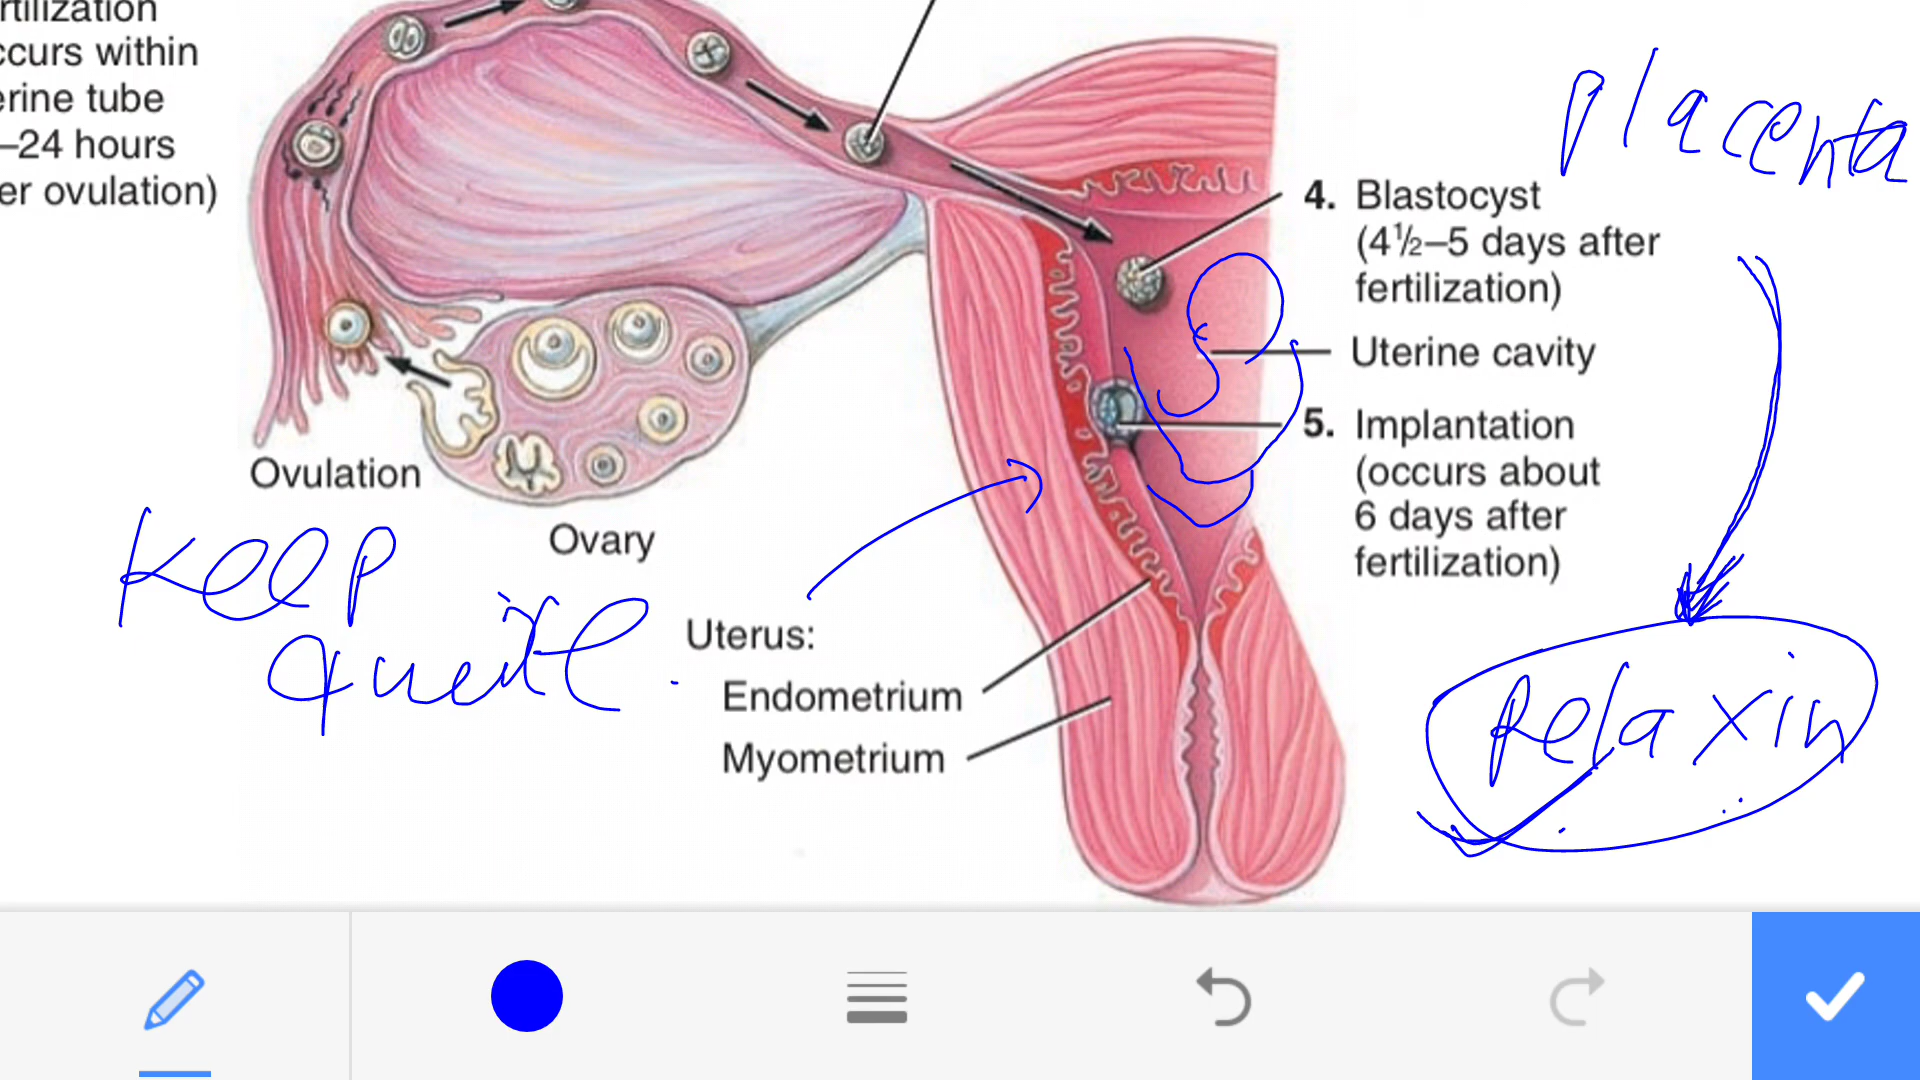 rtilization
ccurs within
erine tube
–24 hours
er ovulation)
Placenta
4. Blastocyst
(4½–5 days after
fertilization)
Uterine cavity
5. Implantation
(occurs about
6 days after
fertilization)
Ovulation
Ovary
Keep
Uterus:
Endometrium
Myometrium
Relaxin